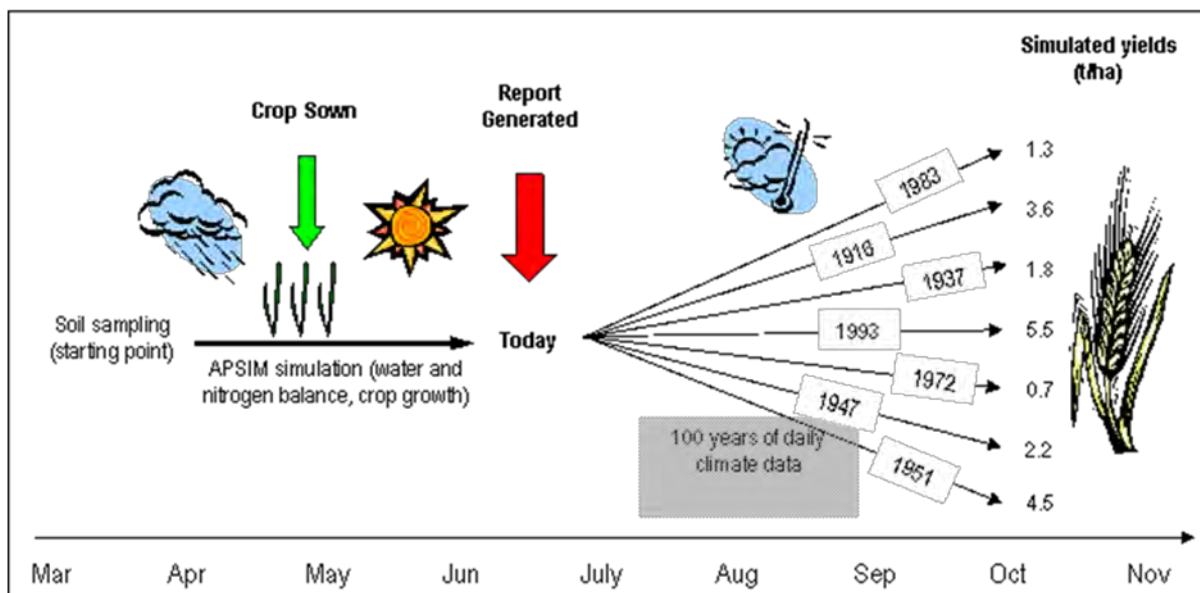 Simulated yields
(t/ha)
Report
Generated
Crop Sown
1.3
1983
3.6
1916
1.8
1937
Soil sampling
(starting point)
Today
5.5
1993
APSIM simulation (water and
nitrogen balance, crop growth)
1972
0.7
1947
100 years of daily
climate data
2.2
1951
4.5
Mar Apr May Jun July Aug Sep Oct Nov